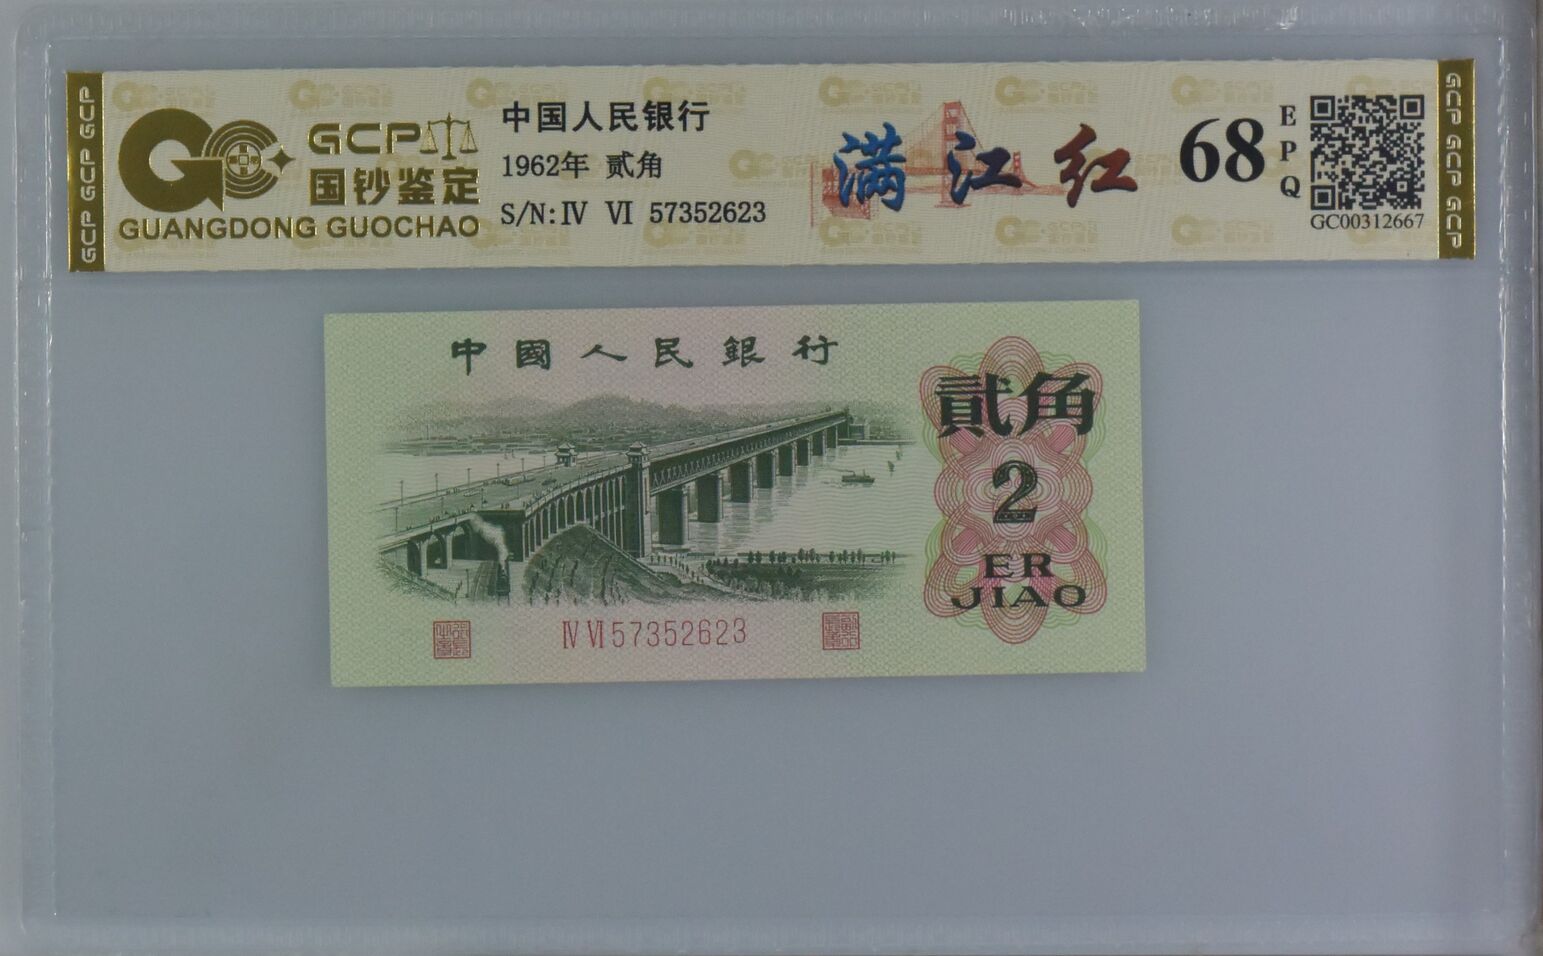 GCP GCP GCP
GCP
国钞鉴定
GUANGDONG GUOCHAO
中国人民银行
1962年 贰角
S/N:Ⅳ Ⅵ 57352623
满江红
68
EPQ
GC00312667
GCP GCP GCP
中國人民銀行
貳角
2
ER
JIAO
Ⅳ Ⅵ 57352623